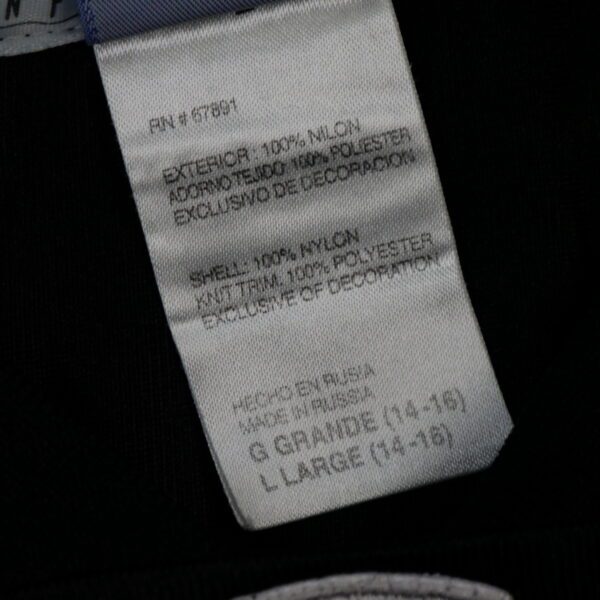 RN # 67891
EXTERIOR: 100% NILON
ADORNO TEJIDO: 100% POLIESTER
EXCLUSIVO DE DECORACION
SHELL: 100% NYLON
KNIT TRIM: 100% POLYESTER
EXCLUSIVE OF DECORATION
HECHO EN RUSIA
MADE IN RUSSIA
G GRANDE (14-16)
L LARGE (14-16)